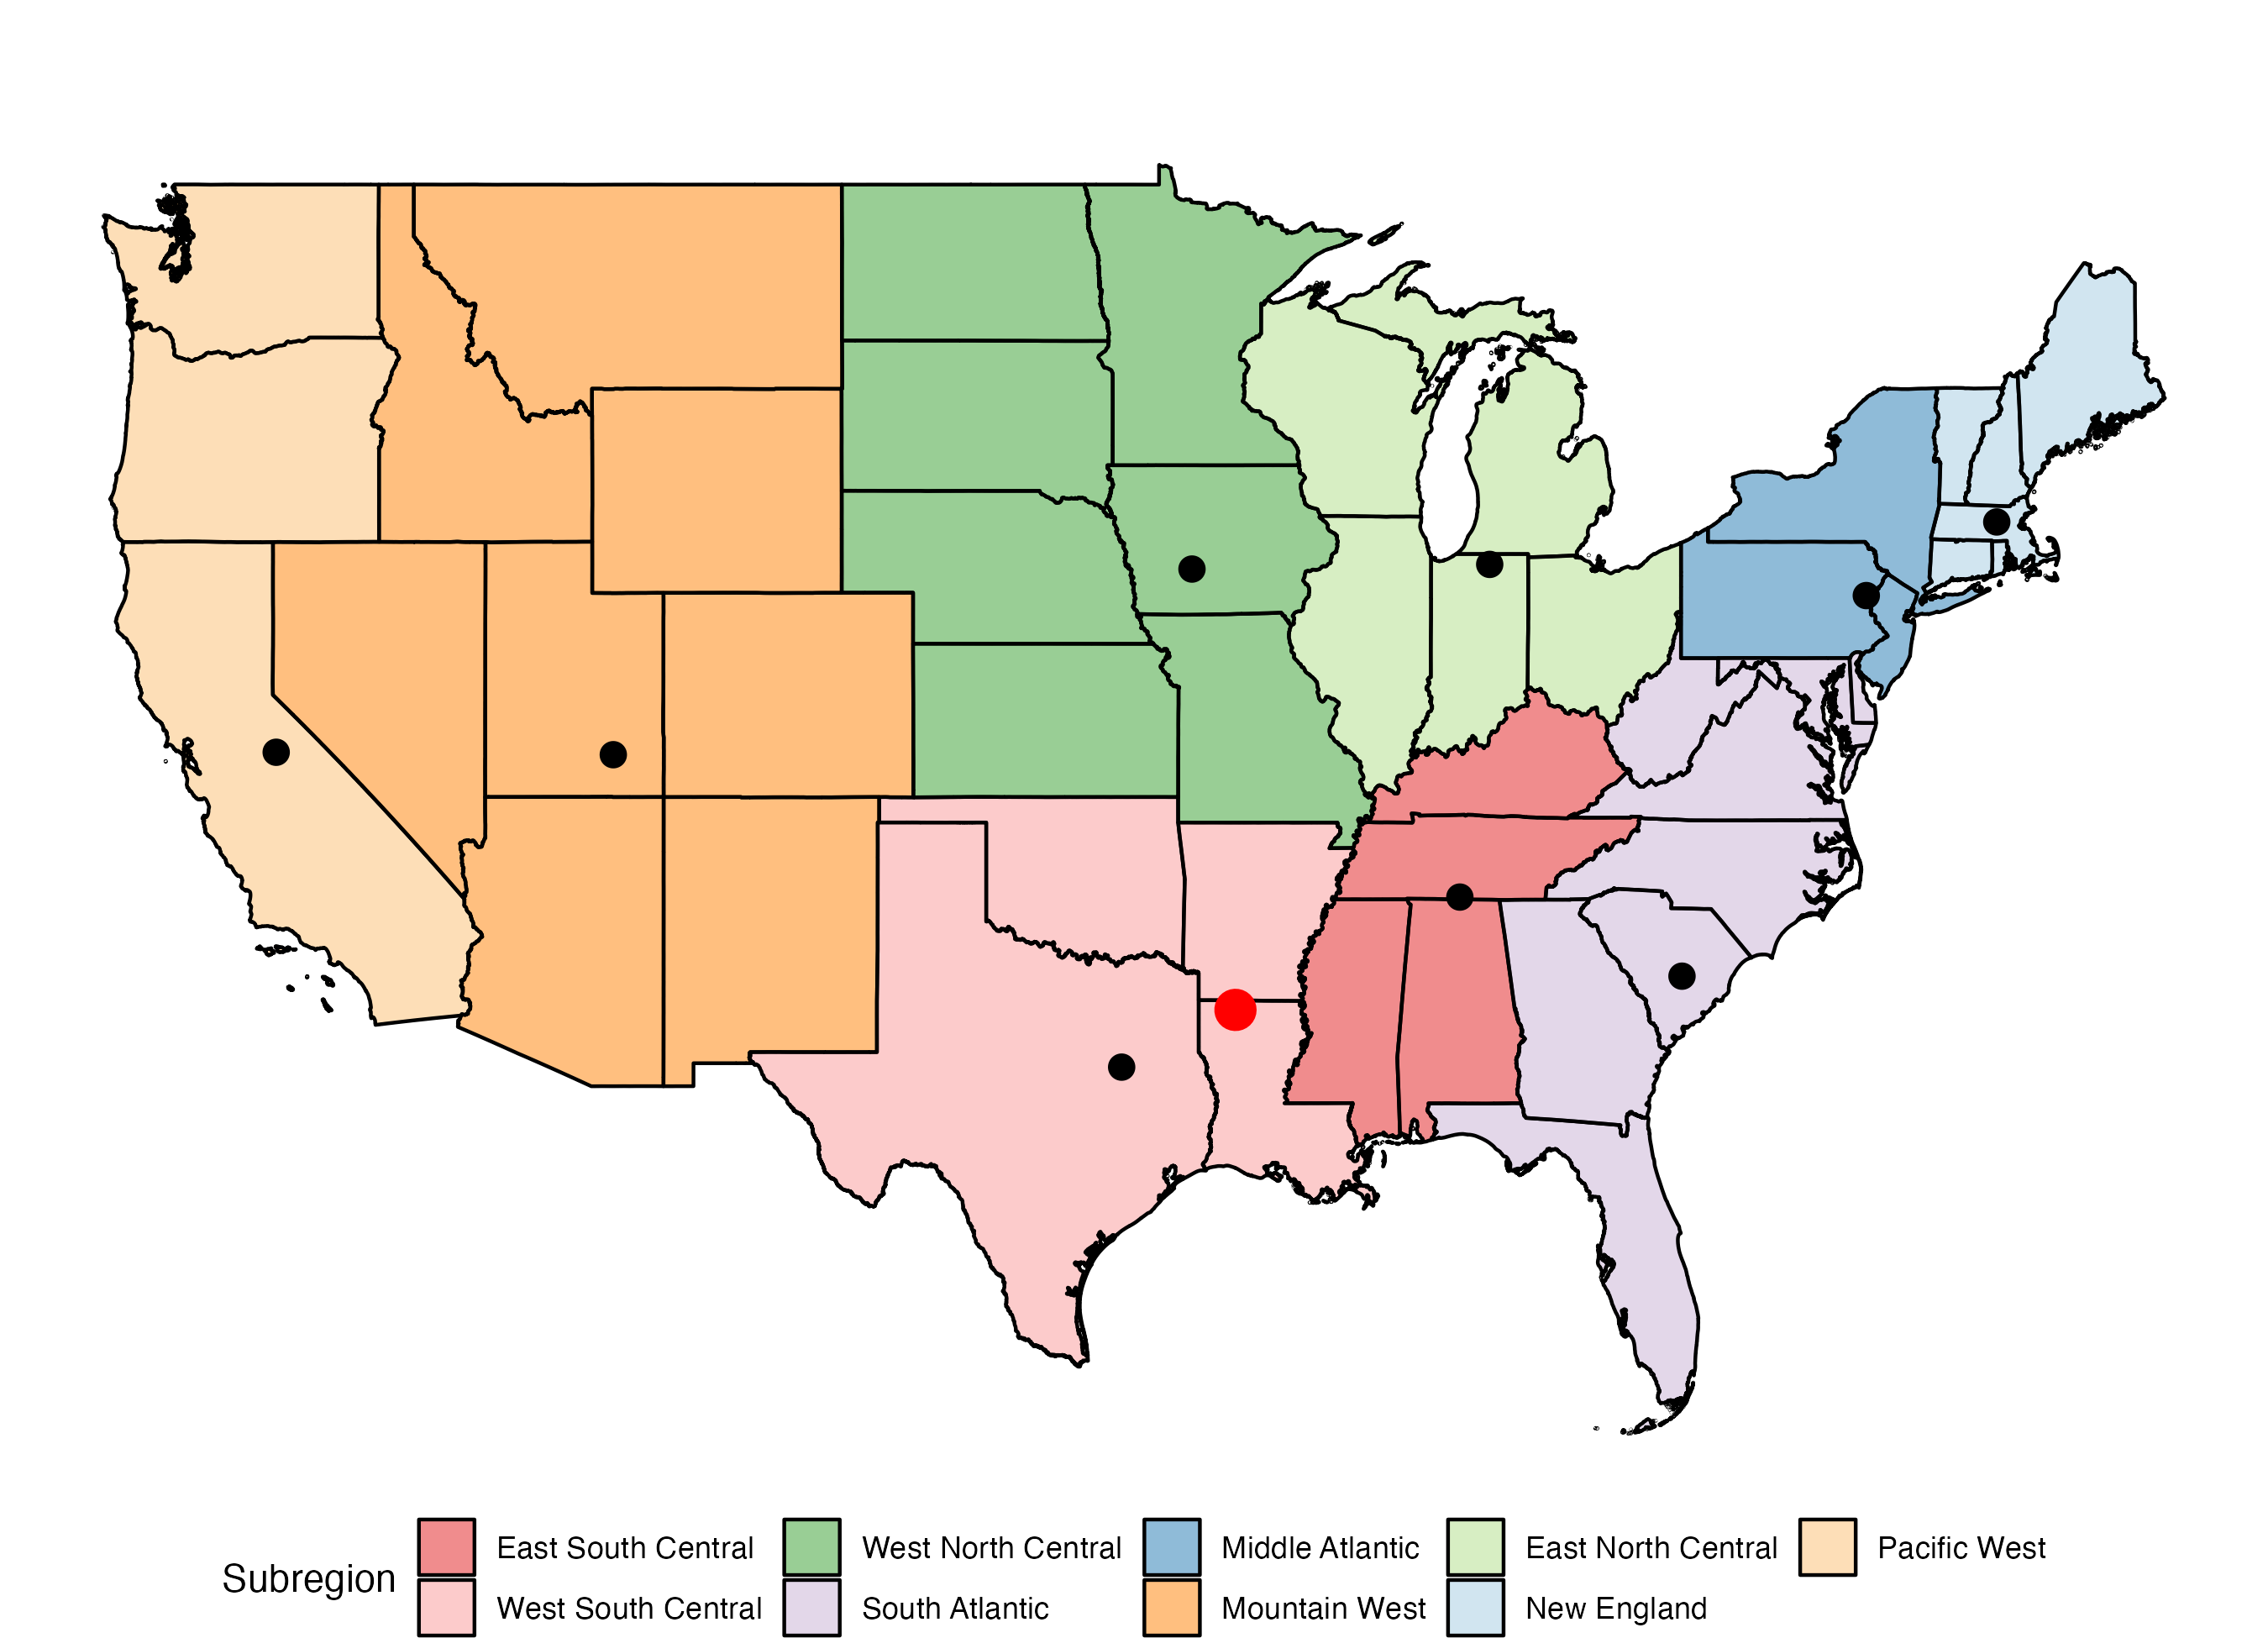 Subregion
East South Central
West North Central
Middle Atlantic
East North Central
Pacific West
West South Central
South Atlantic
Mountain West
New England